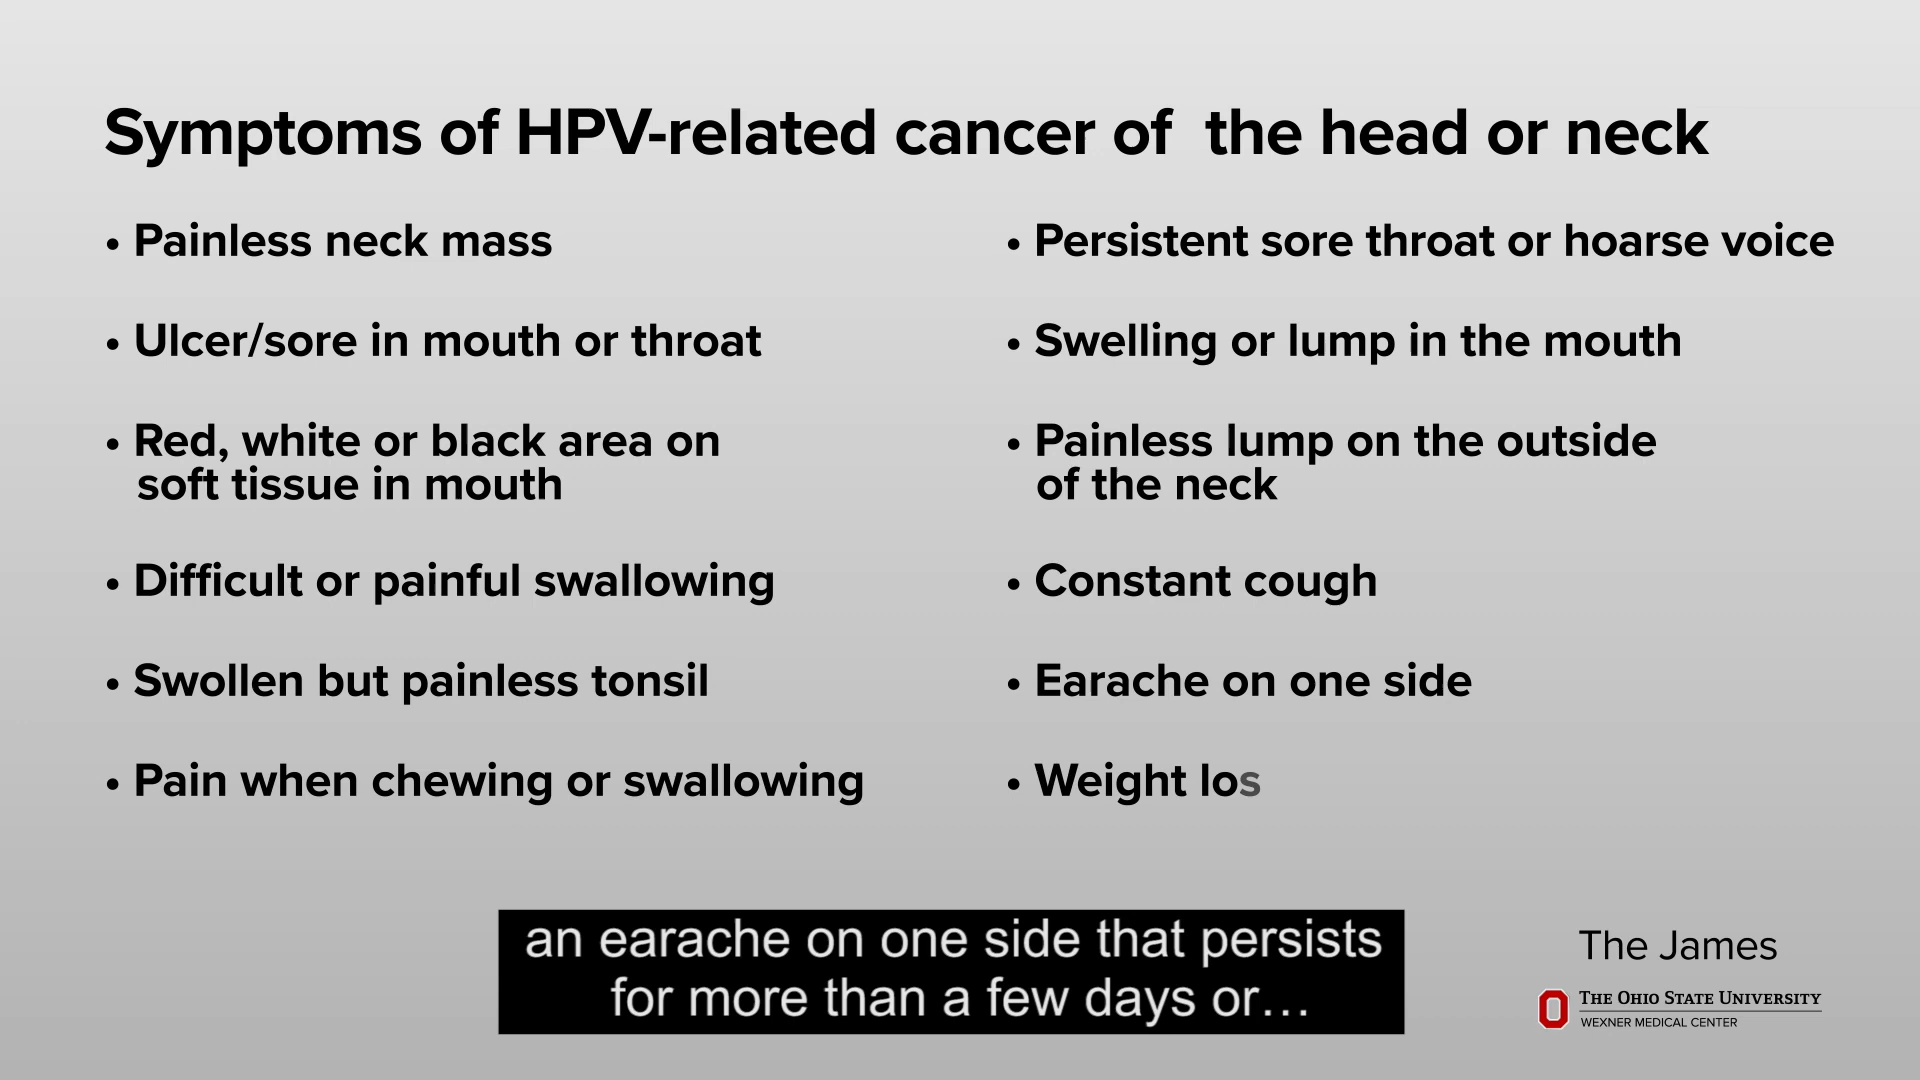 Symptoms of HPV-related cancer of the head or neck
• Painless neck mass
• Ulcer/sore in mouth or throat
• Red, white or black area on
soft tissue in mouth
• Difficult or painful swallowing
• Swollen but painless tonsil
• Pain when chewing or swallowing
• Persistent sore throat or hoarse voice
• Swelling or lump in the mouth
• Painless lump on the outside
of the neck
• Constant cough
• Earache on one side
• Weight los
an earache on one side that persists
for more than a few days or...
The James
THE OHIO STATE UNIVERSITY
WEXNER MEDICAL CENTER